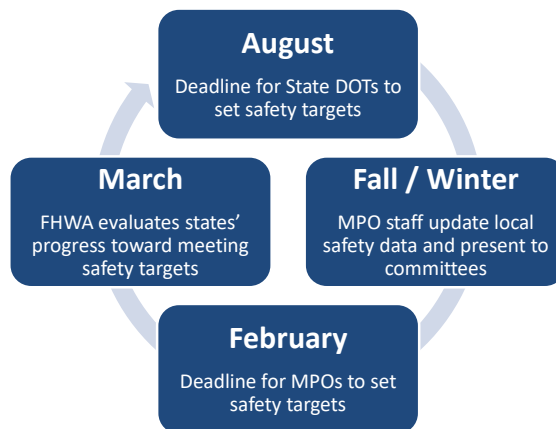 August
Deadline for State DOTs to
set safety targets
Fall / Winter
MPO staff update local
safety data and present to
committees
February
Deadline for MPOs to set
safety targets
March
FHWA evaluates states’
progress toward meeting
safety targets